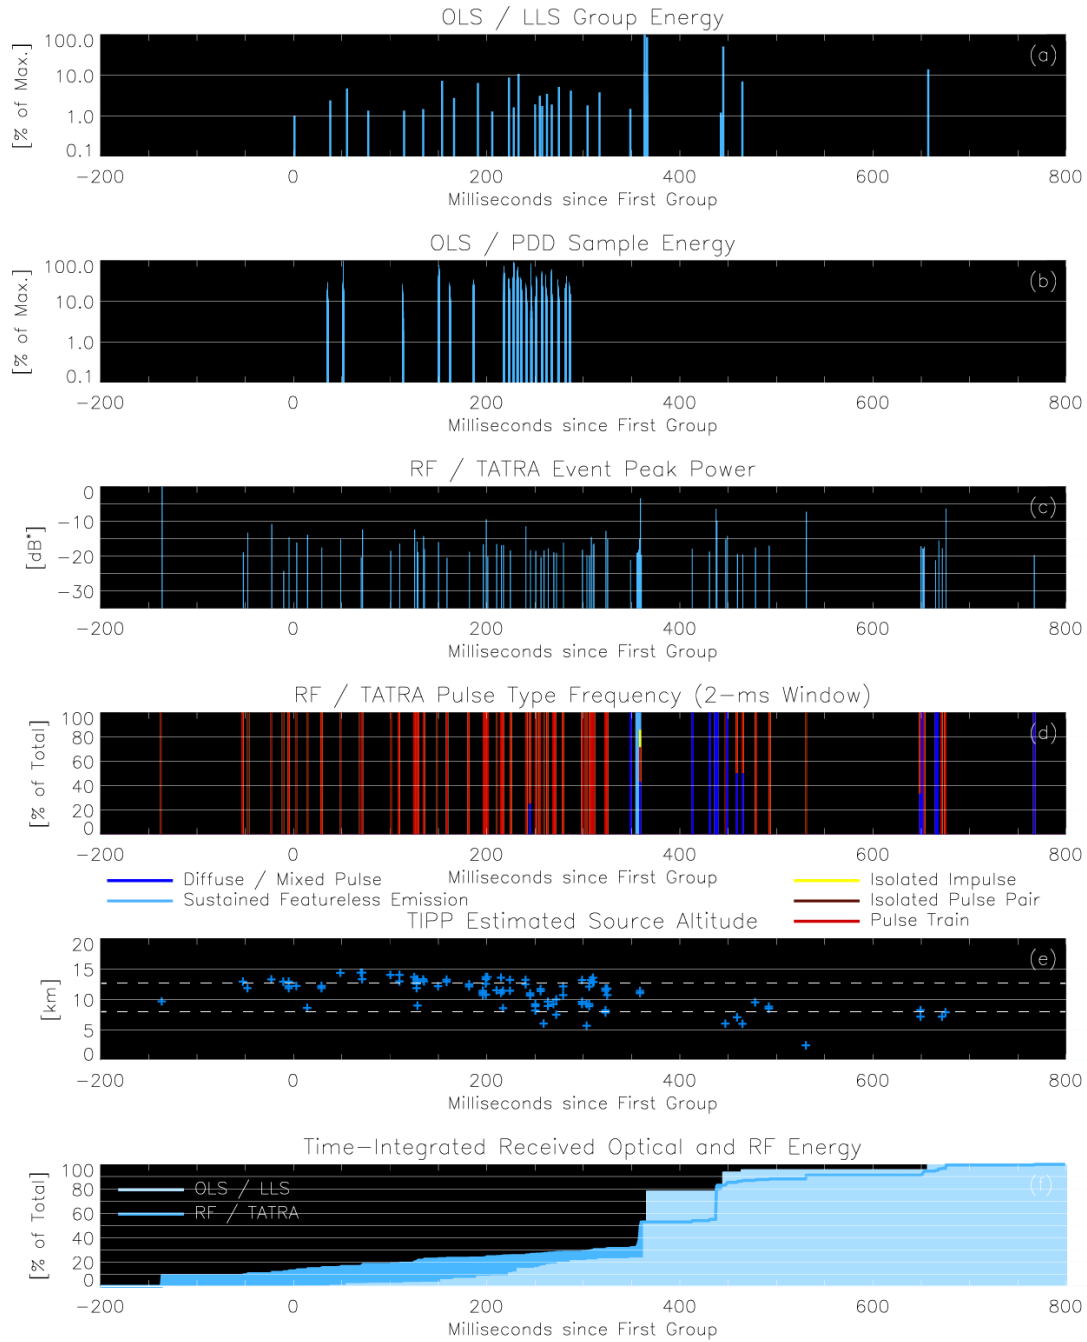 OLS / LLS Group Energy
[% of Max.]
100.0
10.0
1.0
0.1
(a)
-200 0 200 400 600 800
Milliseconds since First Group
OLS / PDD Sample Energy
[% of Max.]
100.0
10.0
1.0
0.1
(b)
-200 0 200 400 600 800
Milliseconds since First Group
RF / TATRA Event Peak Power
[dB*]
0
-10
-20
-30
(c)
-200 0 200 400 600 800
Milliseconds since First Group
RF / TATRA Pulse Type Frequency (2-ms Window)
[% of Total]
100
80
60
40
20
0
(d)
-200 0 200 400 600 800
Milliseconds since First Group
Diffuse / Mixed Pulse
Sustained Featureless Emission
Isolated Impulse
Isolated Pulse Pair
Pulse Train
TIPP Estimated Source Altitude
[km]
20
15
10
5
0
(e)
-200 0 200 400 600 800
Milliseconds since First Group
Time-Integrated Received Optical and RF Energy
[% of Total]
100
80
60
40
20
0
OLS / LLS
RF / TATRA
(f)
-200 0 200 400 600 800
Milliseconds since First Group